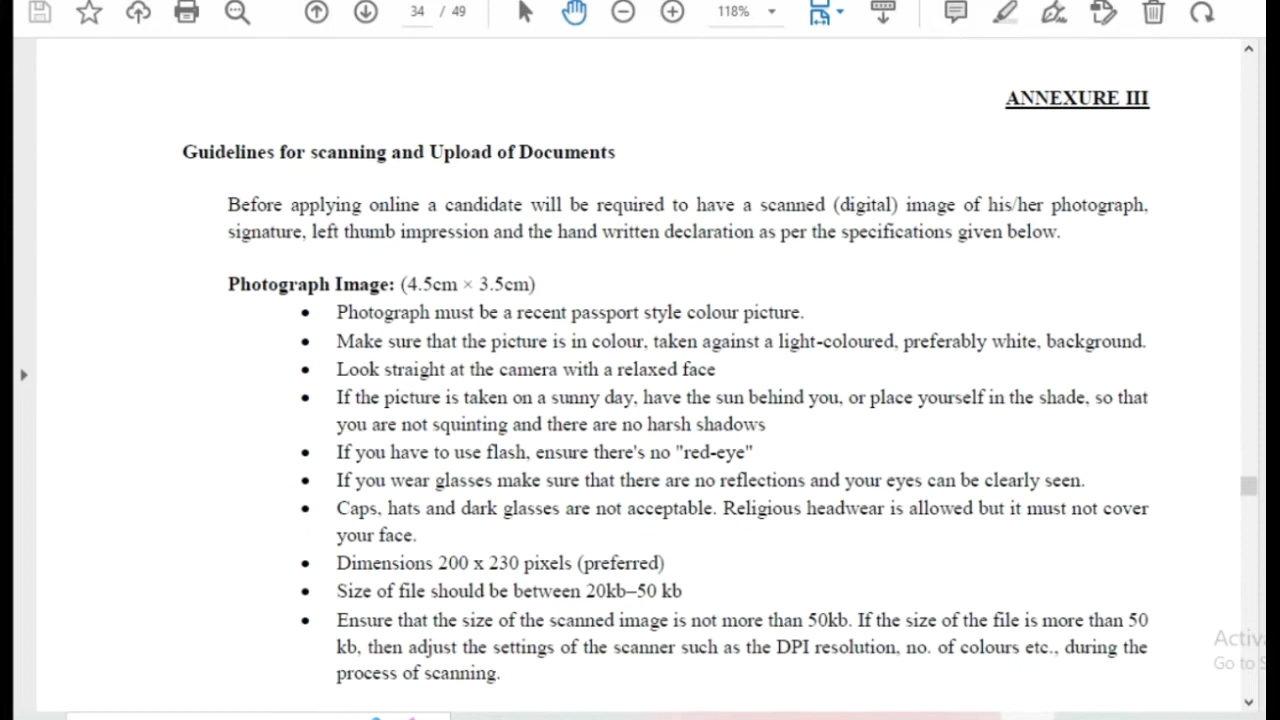 34 / 49
118%
ANNEXURE III
Guidelines for scanning and Upload of Documents
Before applying online a candidate will be required to have a scanned (digital) image of his/her photograph,
signature, left thumb impression and the hand written declaration as per the specifications given below.
Photograph Image: (4.5cm × 3.5cm)
• Photograph must be a recent passport style colour picture.
• Make sure that the picture is in colour, taken against a light-coloured, preferably white, background.
• Look straight at the camera with a relaxed face
• If the picture is taken on a sunny day, have the sun behind you, or place yourself in the shade, so that
you are not squinting and there are no harsh shadows
• If you have to use flash, ensure there's no "red-eye"
• If you wear glasses make sure that there are no reflections and your eyes can be clearly seen.
• Caps, hats and dark glasses are not acceptable. Religious headwear is allowed but it must not cover
your face.
• Dimensions 200 x 230 pixels (preferred)
• Size of file should be between 20kb–50 kb
• Ensure that the size of the scanned image is not more than 50kb. If the size of the file is more than 50
kb, then adjust the settings of the scanner such as the DPI resolution, no. of colours etc., during the
process of scanning.
Go to